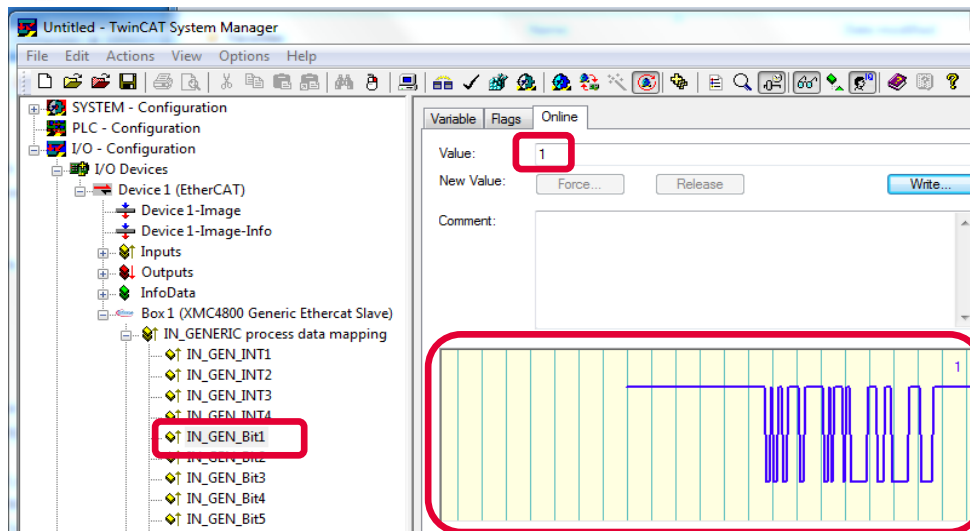 Untitled - TwinCAT System Manager
File Edit Actions View Options Help
SYSTEM - Configuration
PLC - Configuration
I/O - Configuration
I/O Devices
Device 1 (EtherCAT)
Device 1-Image
Device 1-Image-Info
Inputs
Outputs
InfoData
Box 1 (XMC4800 Generic Ethercat Slave)
IN_GENERIC process data mapping
IN_GEN_INT1
IN_GEN_INT2
IN_GEN_INT3
IN_GEN_INT4
IN_GEN_Bit1
IN_GEN_Bit2
IN_GEN_Bit3
IN_GEN_Bit4
IN_GEN_Bit5
Variable Flags Online
Value: 1
New Value: Force... Release Write...
Comment:
1